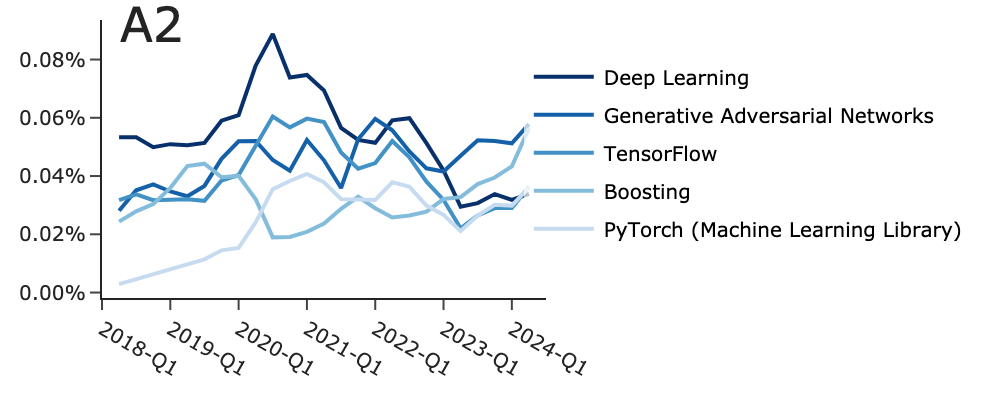 A2
0.08%
0.06%
0.04%
0.02%
0.00%
2018-Q1
2019-Q1
2020-Q1
2021-Q1
2022-Q1
2023-Q1
2024-Q1
Deep Learning
Generative Adversarial Networks
TensorFlow
Boosting
PyTorch (Machine Learning Library)